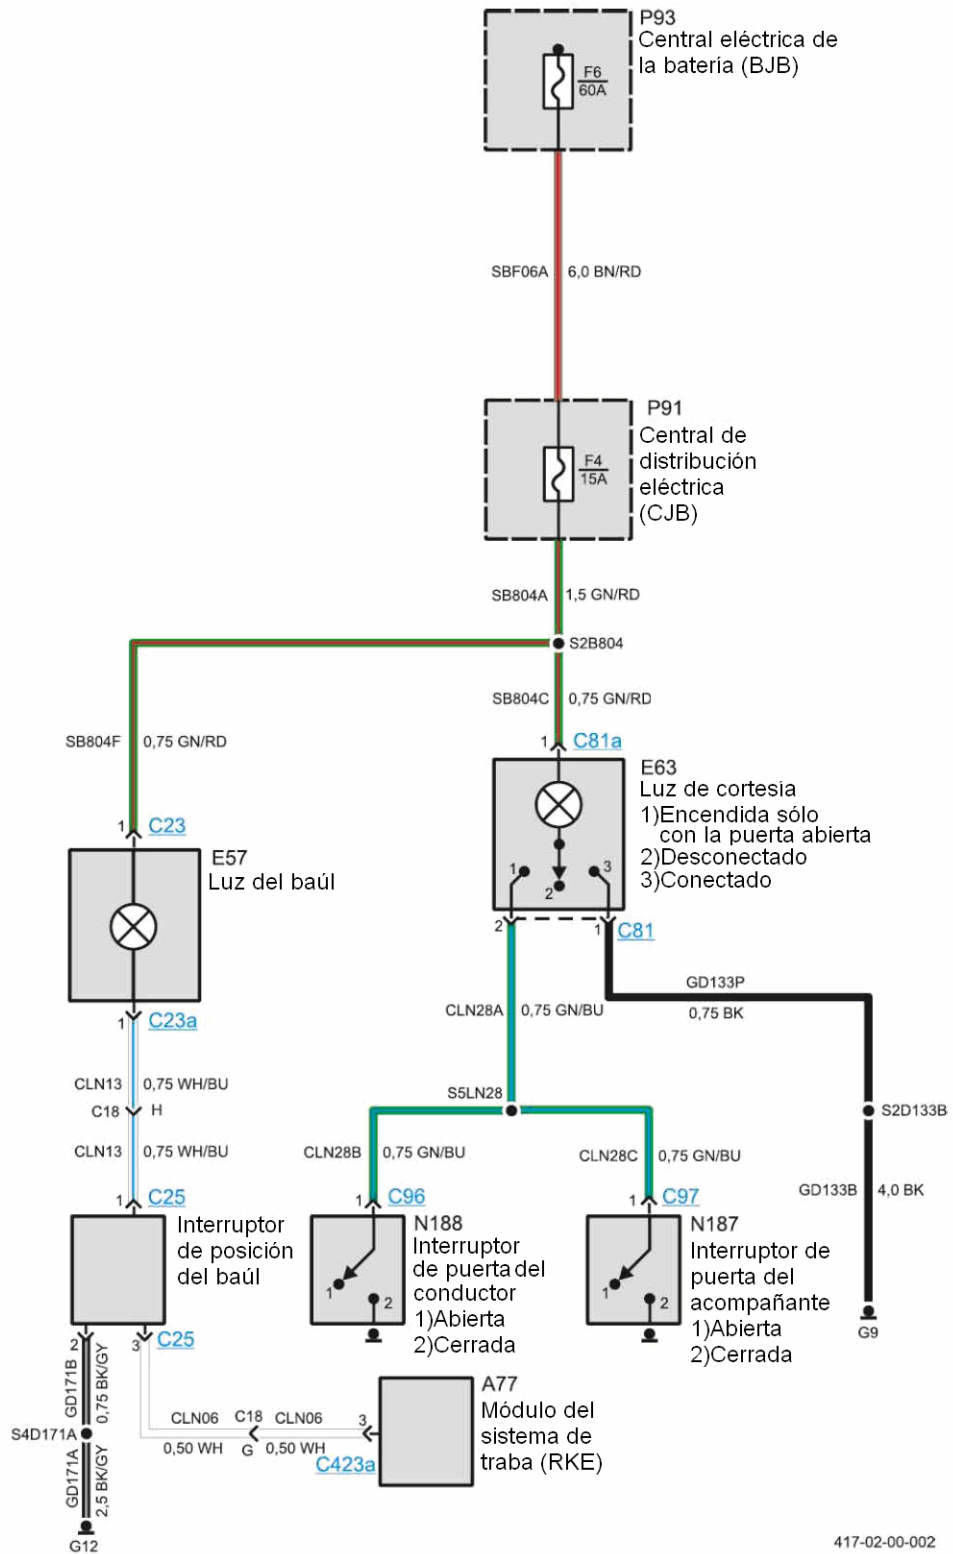 P93
Central eléctrica de
la batería (BJB)
F6
60A
SBF06A
6,0 BN/RD
P91
Central de
distribución
eléctrica
(CJB)
F4
15A
SB804A
1,5 GN/RD
S2B804
SB804C
0,75 GN/RD
SB804F
0,75 GN/RD
1
C81a
E63
Luz de cortesía
1)Encendida sólo
con la puerta abierta
2)Desconectado
3)Conectado
1
2
3
1
C23
E57
Luz del baúl
2
1
C81
GD133P
0,75 BK
CLN28A
0,75 GN/BU
1
C23a
CLN13
0,75 WH/BU
C18
H
CLN13
0,75 WH/BU
S5LN28
S2D133B
CLN28B
0,75 GN/BU
CLN28C
0,75 GN/BU
GD133B
4,0 BK
G9
1
C25
Interruptor
de posición
del baúl
1
C96
N188
Interruptor
de puerta del
conductor
1)Abierta
2)Cerrada
1
2
1
C97
N187
Interruptor de
puerta del
acompañante
1)Abierta
2)Cerrada
1
2
2
3
C25
GD171B
0,75 BK/GY
S4D171A
GD171A
2,5 BK/GY
G12
CLN06
0,50 WH
C18
G
CLN06
0,50 WH
3
C423a
A77
Módulo del
sistema de
traba (RKE)
417-02-00-002